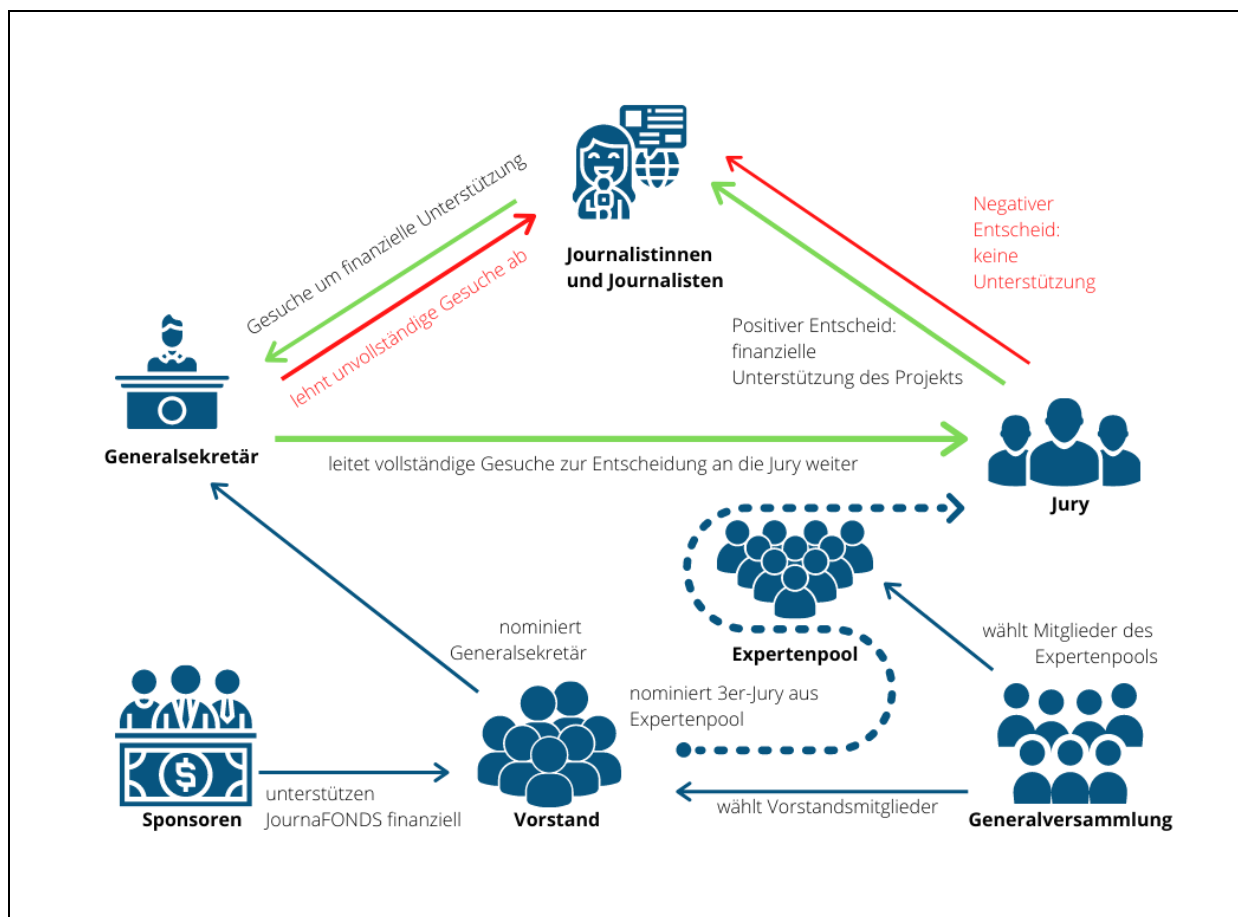 Journalistinnen
und Journalisten
Gesuche um finanzielle Unterstützung
lehnt unvollständige Gesuche ab
Negativer
Entscheid:
keine
Unterstützung
Positiver Entscheid:
finanzielle
Unterstützung des Projekts
Generalsekretär
leitet vollständige Gesuche zur Entscheidung an die Jury weiter
Jury
nominiert
Generalsekretär
Expertenpool
wählt Mitglieder des
Expertenpools
nominiert 3er-Jury aus
Expertenpool
$
unterstützen
JournaFONDS finanziell
wählt Vorstandsmitglieder
Sponsoren
Vorstand
Generalversammlung